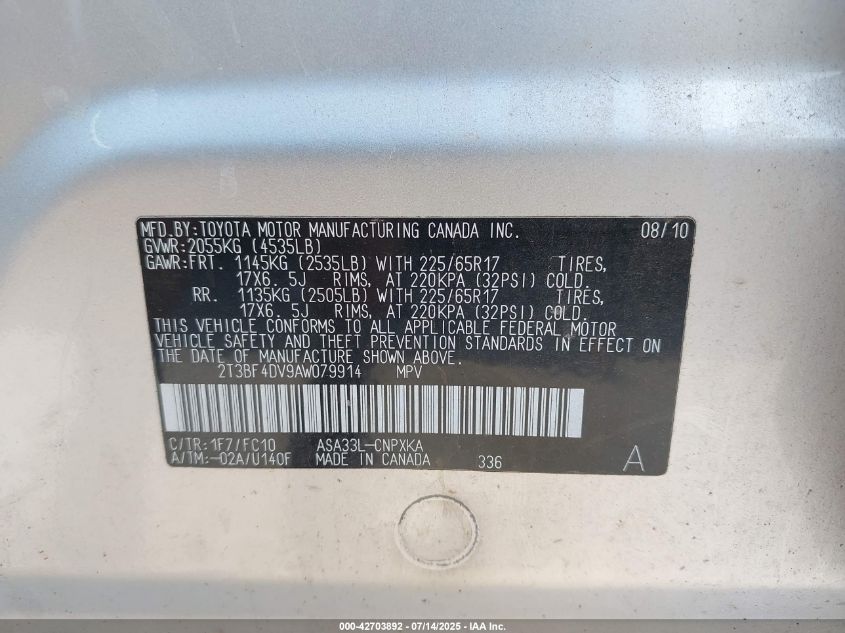 MFD.BY:TOYOTA MOTOR MANUFACTURING CANADA INC. 08/10
GVWR:2055KG (4535LB)
GAWR:FRT. 1145KG (2535LB) WITH 225/65R17 TIRES,
17X6.5J RIMS, AT 220KPA (32PSI) COLD.
RR. 1135KG (2505LB) WITH 225/65R17 TIRES,
17X6.5J RIMS, AT 220KPA (32PSI) COLD.
THIS VEHICLE CONFORMS TO ALL APPLICABLE FEDERAL MOTOR
VEHICLE SAFETY AND THEFT PREVENTION STANDARDS IN EFFECT ON
THE DATE OF MANUFACTURE SHOWN ABOVE.
2T3BF4DV9AW079914 MPV
C/TR:1F7/FC10 ASA33L-CNPXKA
A/TM:-02A/U140F MADE IN CANADA 336 A
000-42703892 - 07/14/2025 - IAA Inc.